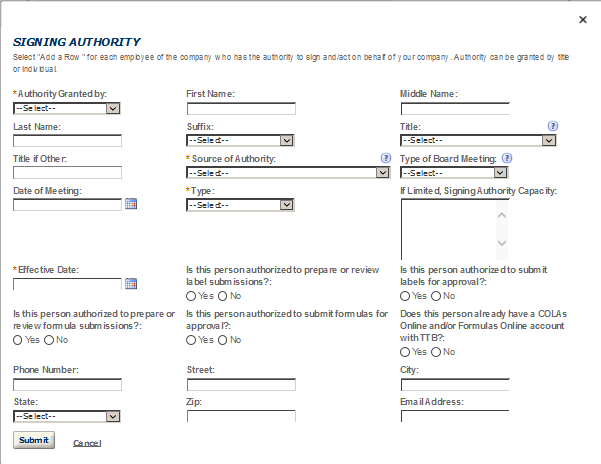 SIGNING AUTHORITY
Select "Add a Row" for each employee of the company who has the authority to sign and/act on behalf of your company. Authority can be granted by title
or individual.
*Authority Granted by: First Name: Middle Name:
--Select--
Last Name: Suffix: Title:
--Select-- --Select--
Title if Other: * Source of Authority: Type of Board Meeting:
--Select-- --Select--
Date of Meeting: *Type: If Limited, Signing Authority Capacity:
--Select--
*Effective Date: Is this person authorized to prepare or review Is this person authorized to submit
label submissions?: labels for approval?:
Yes No Yes No
Is this person authorized to prepare or Is this person authorized to submit formulas for Does this person already have a COLAs
review formula submissions?: approval?: Online and/or Formulas Online account
Yes No Yes No with TTB?:
Yes No
Phone Number: Street: City:
State: Zip: Email Address:
--Select--
Submit Cancel